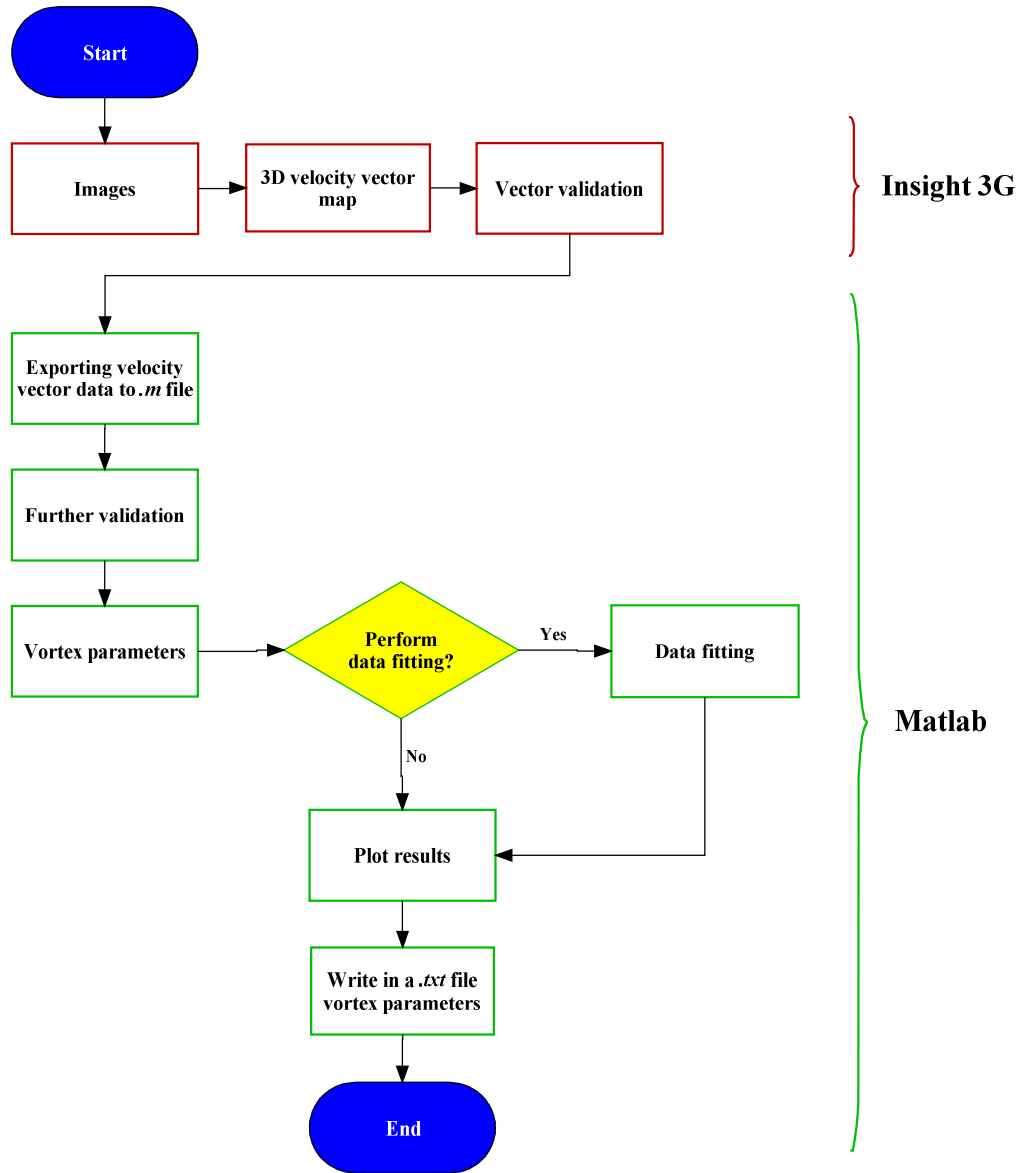 Start
Images
3D velocity vector
map
Vector validation
Insight 3G
Exporting velocity
vector data to .m file
Further validation
Vortex parameters
Perform
data fitting?
Yes
Data fitting
Matlab
No
Plot results
Write in a .txt file
vortex parameters
End